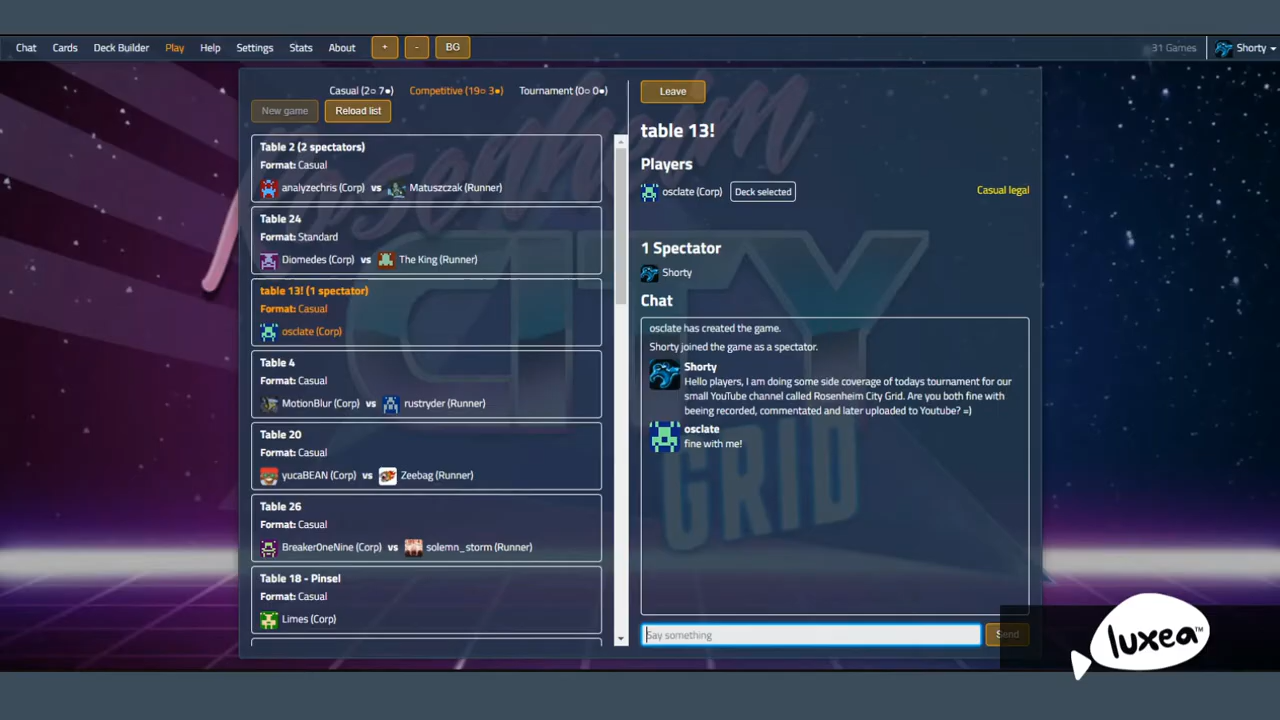 Chat Cards Deck Builder Play Help Settings Stats About + - BG 31 Games Shorty
Casual (2○ 7●) Competitive (19○ 3●) Tournament (0○ 0●)
New game Reload list
Table 2 (2 spectators)
Format: Casual
analyzechris (Corp) vs Matuszczak (Runner)
Table 24
Format: Standard
Diomedes (Corp) vs The King (Runner)
table 13! (1 spectator)
Format: Casual
osclate (Corp)
Table 4
Format: Casual
MotionBlur (Corp) vs rustryder (Runner)
Table 20
Format: Casual
yucaBEAN (Corp) vs Zeebag (Runner)
Table 26
Format: Casual
BreakerOneNine (Corp) vs solemn_storm (Runner)
Table 18 - Pinsel
Format: Casual
Limes (Corp)
Leave
table 13!
Players
osclate (Corp) Deck selected Casual legal
1 Spectator
Shorty
Chat
osclate has created the game.
Shorty joined the game as a spectator.
Shorty
Hello players, I am doing some side coverage of todays tournament for our
small YouTube channel called Rosenheim City Grid. Are you both fine with
beeing recorded, commentated and later uploaded to Youtube? =)
osclate
fine with me!
Say something Send
Rosenheim
CITY
GRID
luxea™